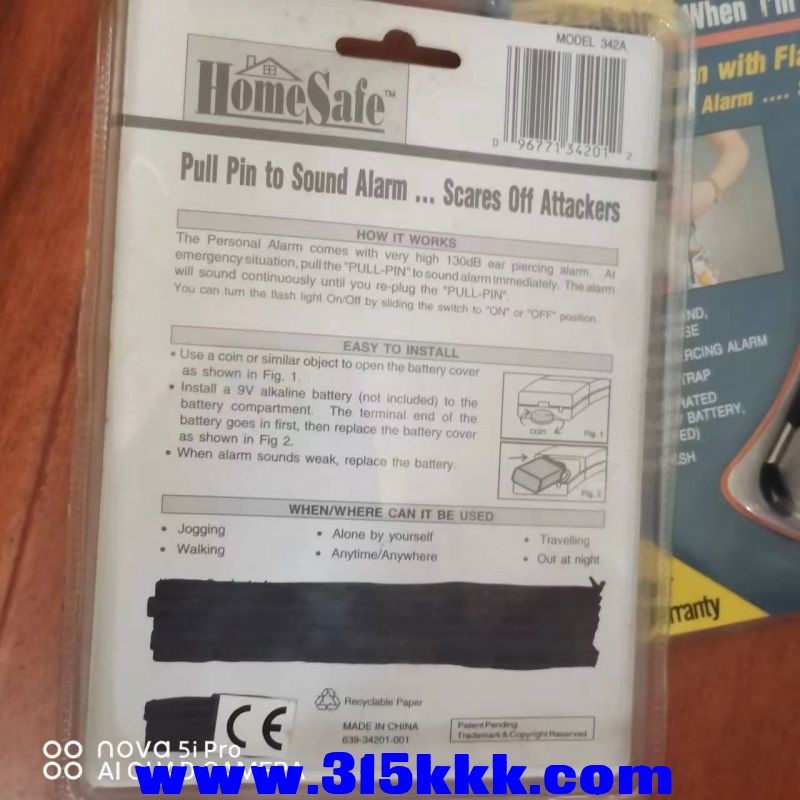 MODEL 342A
HomeSafe™
0 96771 34201 2
Pull Pin to Sound Alarm ... Scares Off Attackers
HOW IT WORKS
The Personal Alarm comes with very high 130dB ear piercing alarm. At
emergency situation, pull the "PULL-PIN" to sound alarm immediately. The alarm
will sound continuously until you re-plug the "PULL-PIN".
You can turn the flash light On/Off by sliding the switch to "ON" or "OFF" position.
EASY TO INSTALL
• Use a coin or similar object to open the battery cover
as shown in Fig. 1.
• Install a 9V alkaline battery (not included) to the
battery compartment. The terminal end of the
battery goes in first, then replace the battery cover
as shown in Fig 2.
• When alarm sounds weak, replace the battery.
coin
Fig. 1
Fig. 2
WHEN/WHERE CAN IT BE USED
• Jogging
• Walking
• Alone by yourself
• Anytime/Anywhere
• Travelling
• Out at night
CE
Recyclable Paper
MADE IN CHINA
639-34201-001
Patent Pending
Trademark & Copyright Reserved
When I'm
with Fla
Alarm ....
ND,
RCING ALARM
TRAP
BATTERY,
rranty
nova 5i Pro
AI QUAD CAMERA
www.315kkk.com